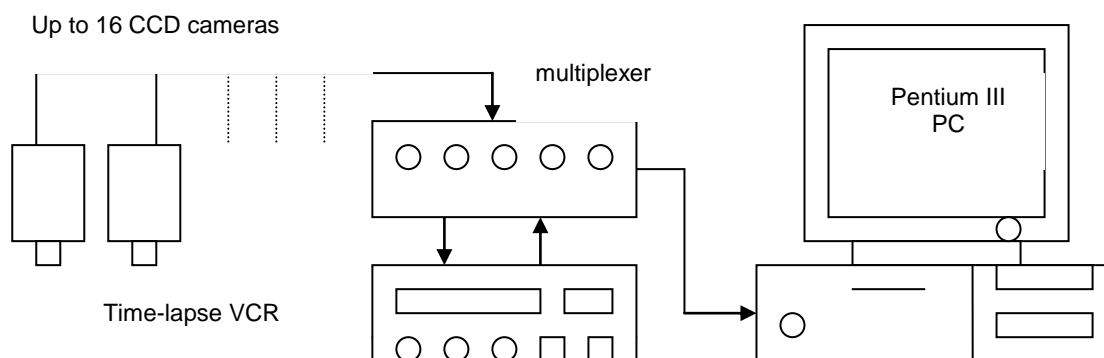 Up to 16 CCD cameras
multiplexer
Pentium III
PC
Time-lapse VCR